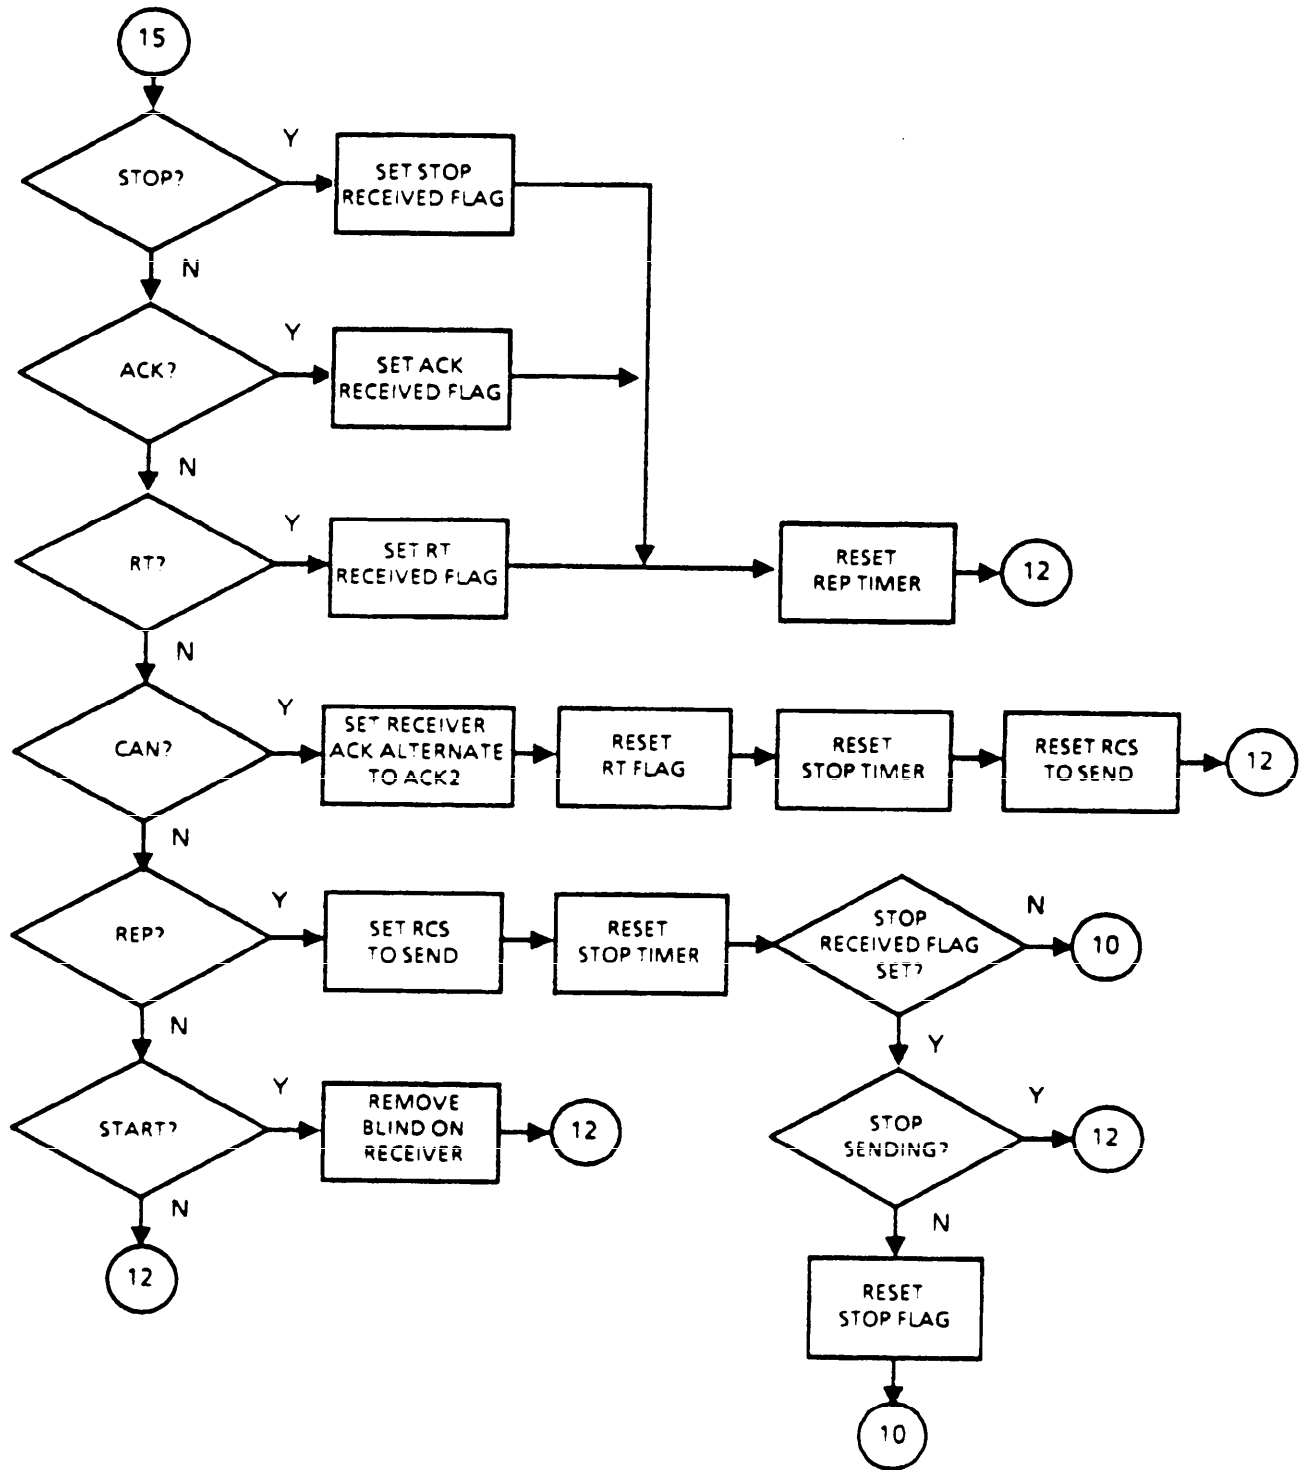 15
STOP?
Y
SET STOP
RECEIVED FLAG
N
ACK?
Y
SET ACK
RECEIVED FLAG
N
RT?
Y
SET RT
RECEIVED FLAG
RESET
REP TIMER
12
N
CAN?
Y
SET RECEIVER
ACK ALTERNATE
TO ACK2
RESET
RT FLAG
RESET
STOP TIMER
RESET RCS
TO SEND
12
N
REP?
Y
SET RCS
TO SEND
RESET
STOP TIMER
STOP
RECEIVED FLAG
SET?
N
10
Y
N
START?
Y
REMOVE
BLIND ON
RECEIVER
12
STOP
SENDING?
Y
12
N
12
N
RESET
STOP FLAG
10